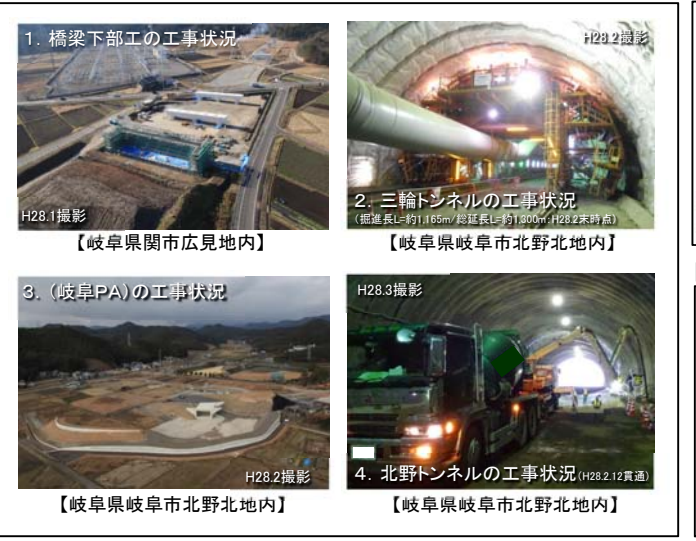 1．橋梁下部工の工事状況
H28.1撮影
【岐阜県関市広見地内】
H28.2撮影
2．三輪トンネルの工事状況
（掘進長L=約1,165m/総延長L=約1,300m：H28.2末時点）
【岐阜県岐阜市北野北地内】
3．（岐阜PA）の工事状況
H28.2撮影
【岐阜県岐阜市北野北地内】
H28.3撮影
4．北野トンネルの工事状況（H28.2.12貫通）
【岐阜県岐阜市北野北地内】